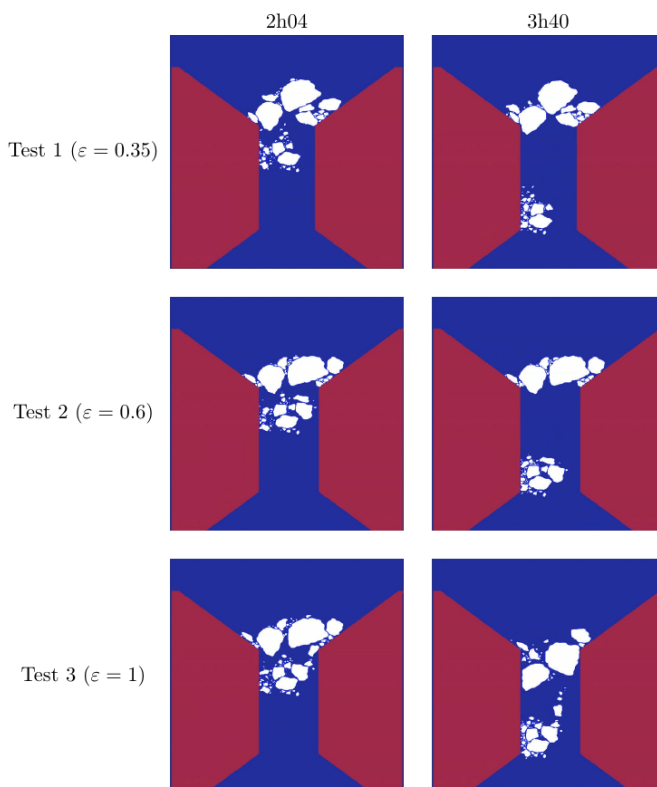 2h04
3h40
Test 1 (ε = 0.35)
Test 2 (ε = 0.6)
Test 3 (ε = 1)